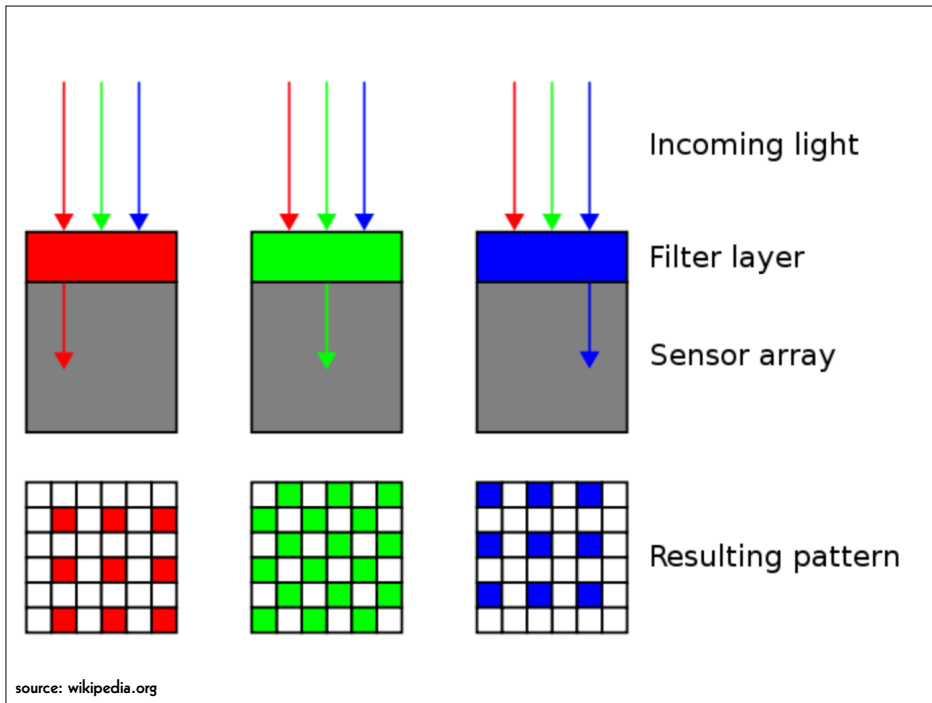 Incoming light
Filter layer
Sensor array
Resulting pattern
source: wikipedia.org